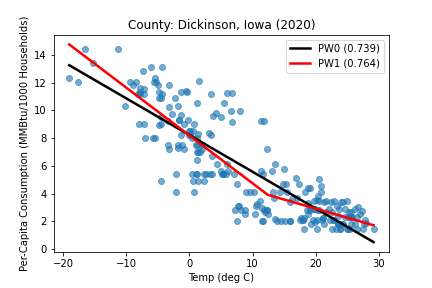 County: Dickinson, Iowa (2020)
PW0 (0.739)
PW1 (0.764)
Per-Capita Consumption (MMBtu/1000 Households)
14
12
10
8
6
4
2
0
−20
−10
0
10
20
30
Temp (deg C)